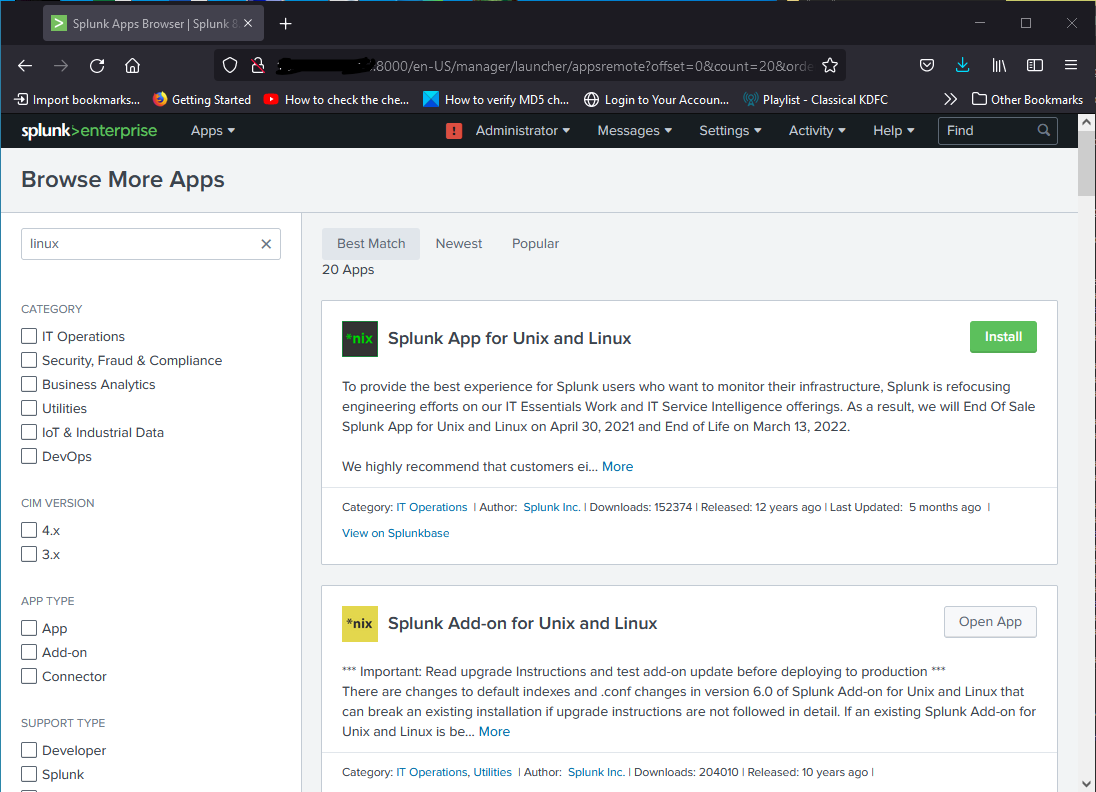 Splunk Apps Browser | Splunk 8
:8000/en-US/manager/launcher/appsremote?offset=0&count=20&orde
Import bookmarks... Getting Started How to check the che... How to verify MD5 ch... Login to Your Accoun... Playlist - Classical KDFC Other Bookmarks
splunk>enterprise Apps Administrator Messages Settings Activity Help Find
Browse More Apps
linux
CATEGORY
IT Operations
Security, Fraud & Compliance
Business Analytics
Utilities
IoT & Industrial Data
DevOps
CIM VERSION
4.x
3.x
APP TYPE
App
Add-on
Connector
SUPPORT TYPE
Developer
Splunk
Best Match Newest Popular
20 Apps
*nix Splunk App for Unix and Linux Install
To provide the best experience for Splunk users who want to monitor their infrastructure, Splunk is refocusing
engineering efforts on our IT Essentials Work and IT Service Intelligence offerings. As a result, we will End Of Sale
Splunk App for Unix and Linux on April 30, 2021 and End of Life on March 13, 2022.
We highly recommend that customers ei... More
Category: IT Operations | Author: Splunk Inc. | Downloads: 152374 | Released: 12 years ago | Last Updated: 5 months ago |
View on Splunkbase
*nix Splunk Add-on for Unix and Linux Open App
*** Important: Read upgrade Instructions and test add-on update before deploying to production ***
There are changes to default indexes and .conf changes in version 6.0 of Splunk Add-on for Unix and Linux that
can break an existing installation if upgrade instructions are not followed in detail. If an existing Splunk Add-on for
Unix and Linux is be... More
Category: IT Operations, Utilities | Author: Splunk Inc. | Downloads: 204010 | Released: 10 years ago |